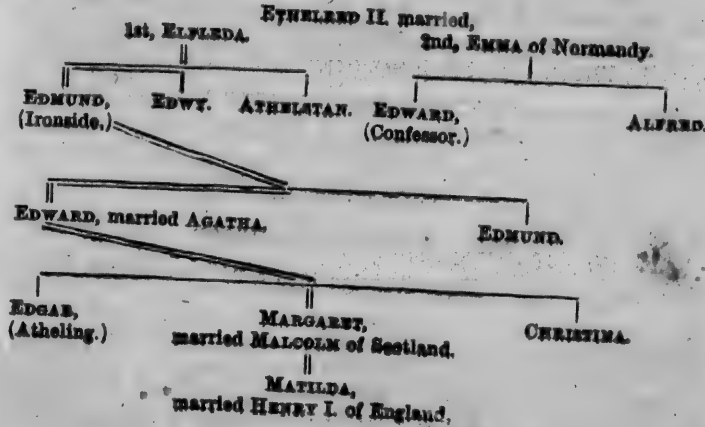 ETHELRED II. married,
1st, ELFLEDA.
2nd, EMMA of Normandy.
EDMUND, EDWY. ATHELSTAN. EDWARD, ALFRED.
(Ironside.) (Confessor.)
EDWARD, married AGATHA. EDMUND.
EDGAR, MARGARET, CHRISTINA.
(Atheling.) married MALCOLM of Scotland.
MATILDA,
married HENRY I. of England,